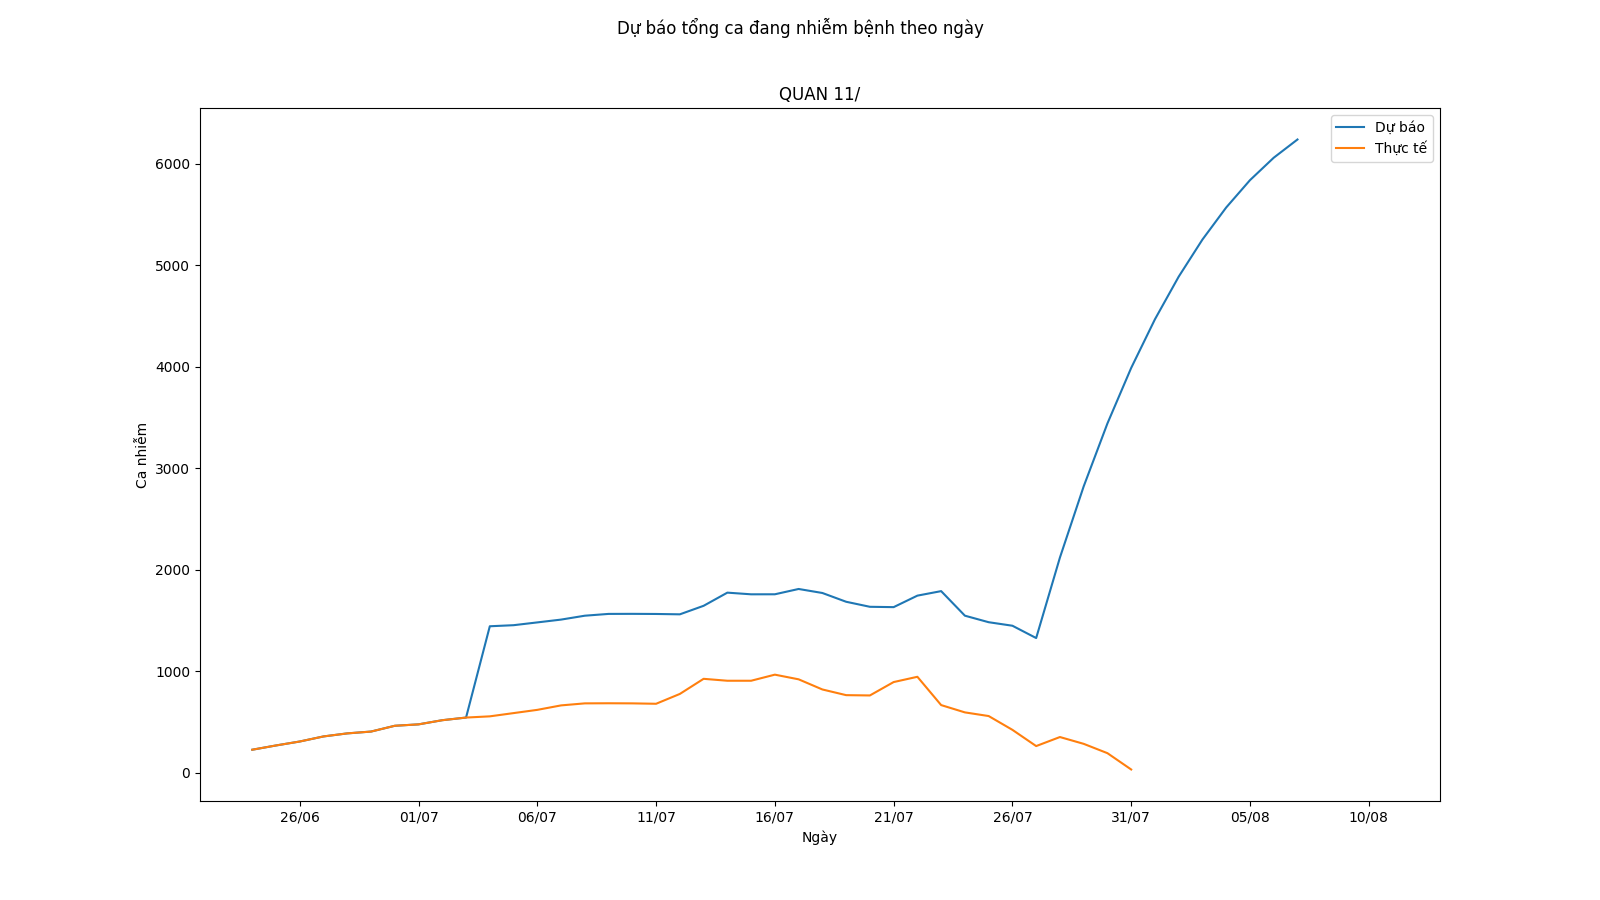 Dự báo tổng ca đang nhiễm bệnh theo ngày
QUAN 11/
Dự báo
Thực tế
6000
5000
4000
3000
2000
1000
0
Ca nhiễm
26/06
01/07
06/07
11/07
16/07
21/07
26/07
31/07
05/08
10/08
Ngày